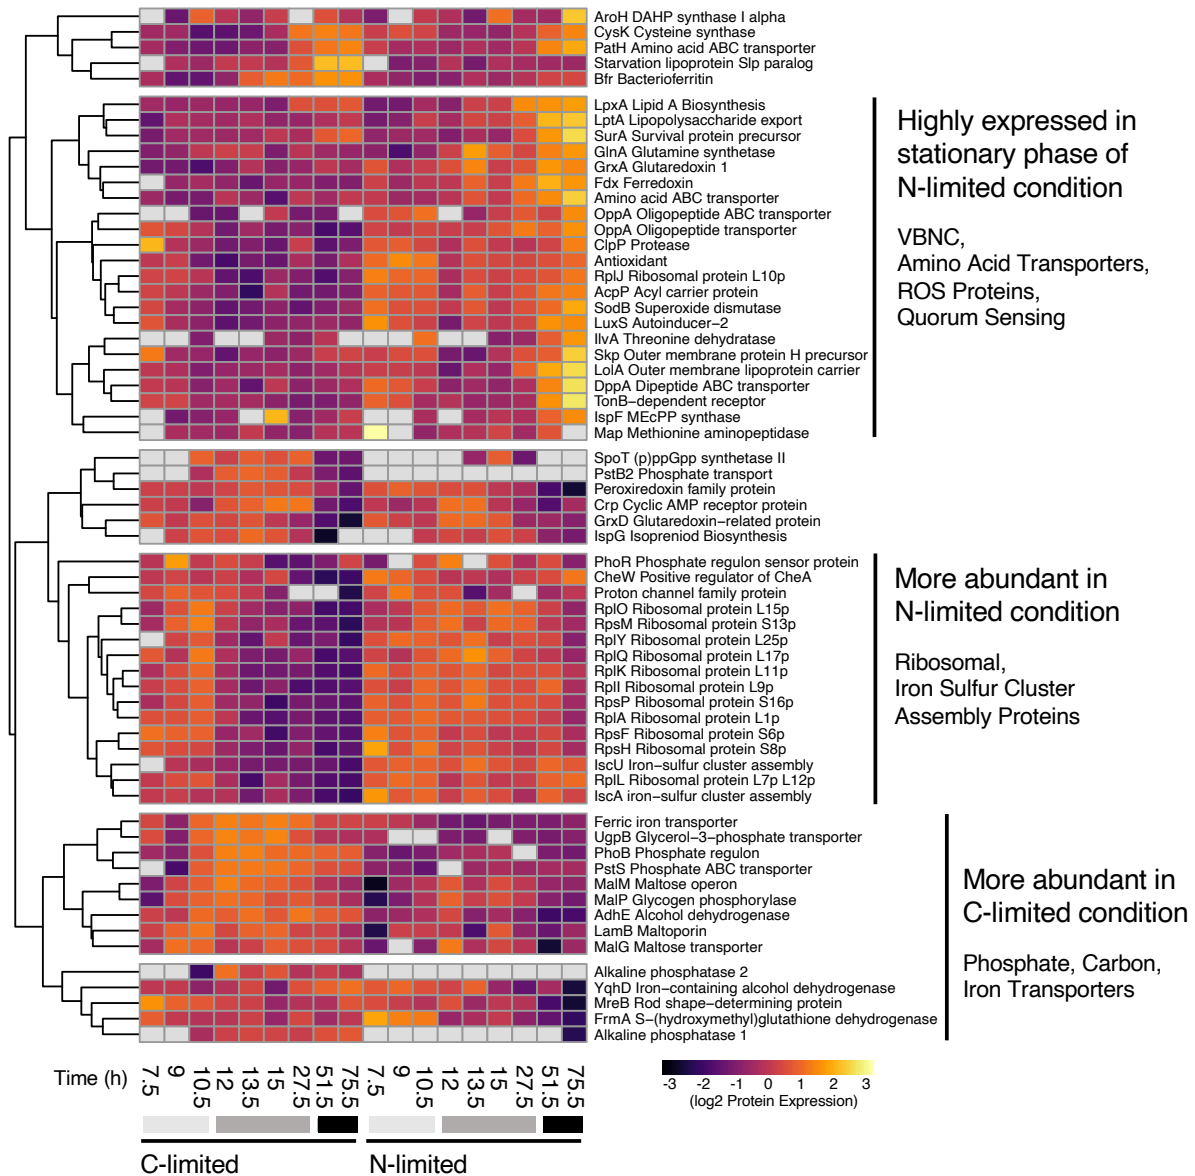 AroH DAHP synthase I alpha
CysK Cysteine synthase
PatH Amino acid ABC transporter
Starvation lipoprotein Slp paralog
Bfr Bacterioferritin
LpxA Lipid A Biosynthesis
LptA Lipopolysaccharide export
SurA Survival protein precursor
GlnA Glutamine synthetase
GrxA Glutaredoxin 1
Fdx Ferredoxin
Amino acid ABC transporter
OppA Oligopeptide ABC transporter
OppA Oligopeptide transporter
ClpP Protease
Antioxidant
RplJ Ribosomal protein L10p
AcpP Acyl carrier protein
SodB Superoxide dismutase
LuxS Autoinducer−2
IlvA Threonine dehydratase
Skp Outer membrane protein H precursor
LolA Outer membrane lipoprotein carrier
DppA Dipeptide ABC transporter
TonB−dependent receptor
IspF MEcPP synthase
Map Methionine aminopeptidase
Highly expressed in
stationary phase of
N-limited condition
VBNC,
Amino Acid Transporters,
ROS Proteins,
Quorum Sensing
SpoT (p)ppGpp synthetase II
PstB2 Phosphate transport
Peroxiredoxin family protein
Crp Cyclic AMP receptor protein
GrxD Glutaredoxin−related protein
IspG Isopreniod Biosynthesis
PhoR Phosphate regulon sensor protein
CheW Positive regulator of CheA
Proton channel family protein
RplO Ribosomal protein L15p
RpsM Ribosomal protein S13p
RplY Ribosomal protein L25p
RplQ Ribosomal protein L17p
RplK Ribosomal protein L11p
RplI Ribosomal protein L9p
RpsP Ribosomal protein S16p
RplA Ribosomal protein L1p
RpsF Ribosomal protein S6p
RpsH Ribosomal protein S8p
IscU Iron−sulfur cluster assembly
RplL Ribosomal protein L7p L12p
IscA iron−sulfur cluster assembly
More abundant in
N-limited condition
Ribosomal,
Iron Sulfur Cluster
Assembly Proteins
Ferric iron transporter
UgpB Glycerol−3−phosphate transporter
PhoB Phosphate regulon
PstS Phosphate ABC transporter
MalM Maltose operon
MalP Glycogen phosphorylase
AdhE Alcohol dehydrogenase
LamB Maltoporin
MalG Maltose transporter
Alkaline phosphatase 2
YqhD Iron−containing alcohol dehydrogenase
MreB Rod shape−determining protein
FrmA S−(hydroxymethyl)glutathione dehydrogenase
Alkaline phosphatase 1
More abundant in
C-limited condition
Phosphate, Carbon,
Iron Transporters
Time (h) 7.5 9 10.5 12 13.5 15 27.5 51.5 75.5 7.5 9 10.5 12 13.5 15 27.5 51.5 75.5
-3 -2 -1 0 1 2 3
(log2 Protein Expression)
C-limited N-limited